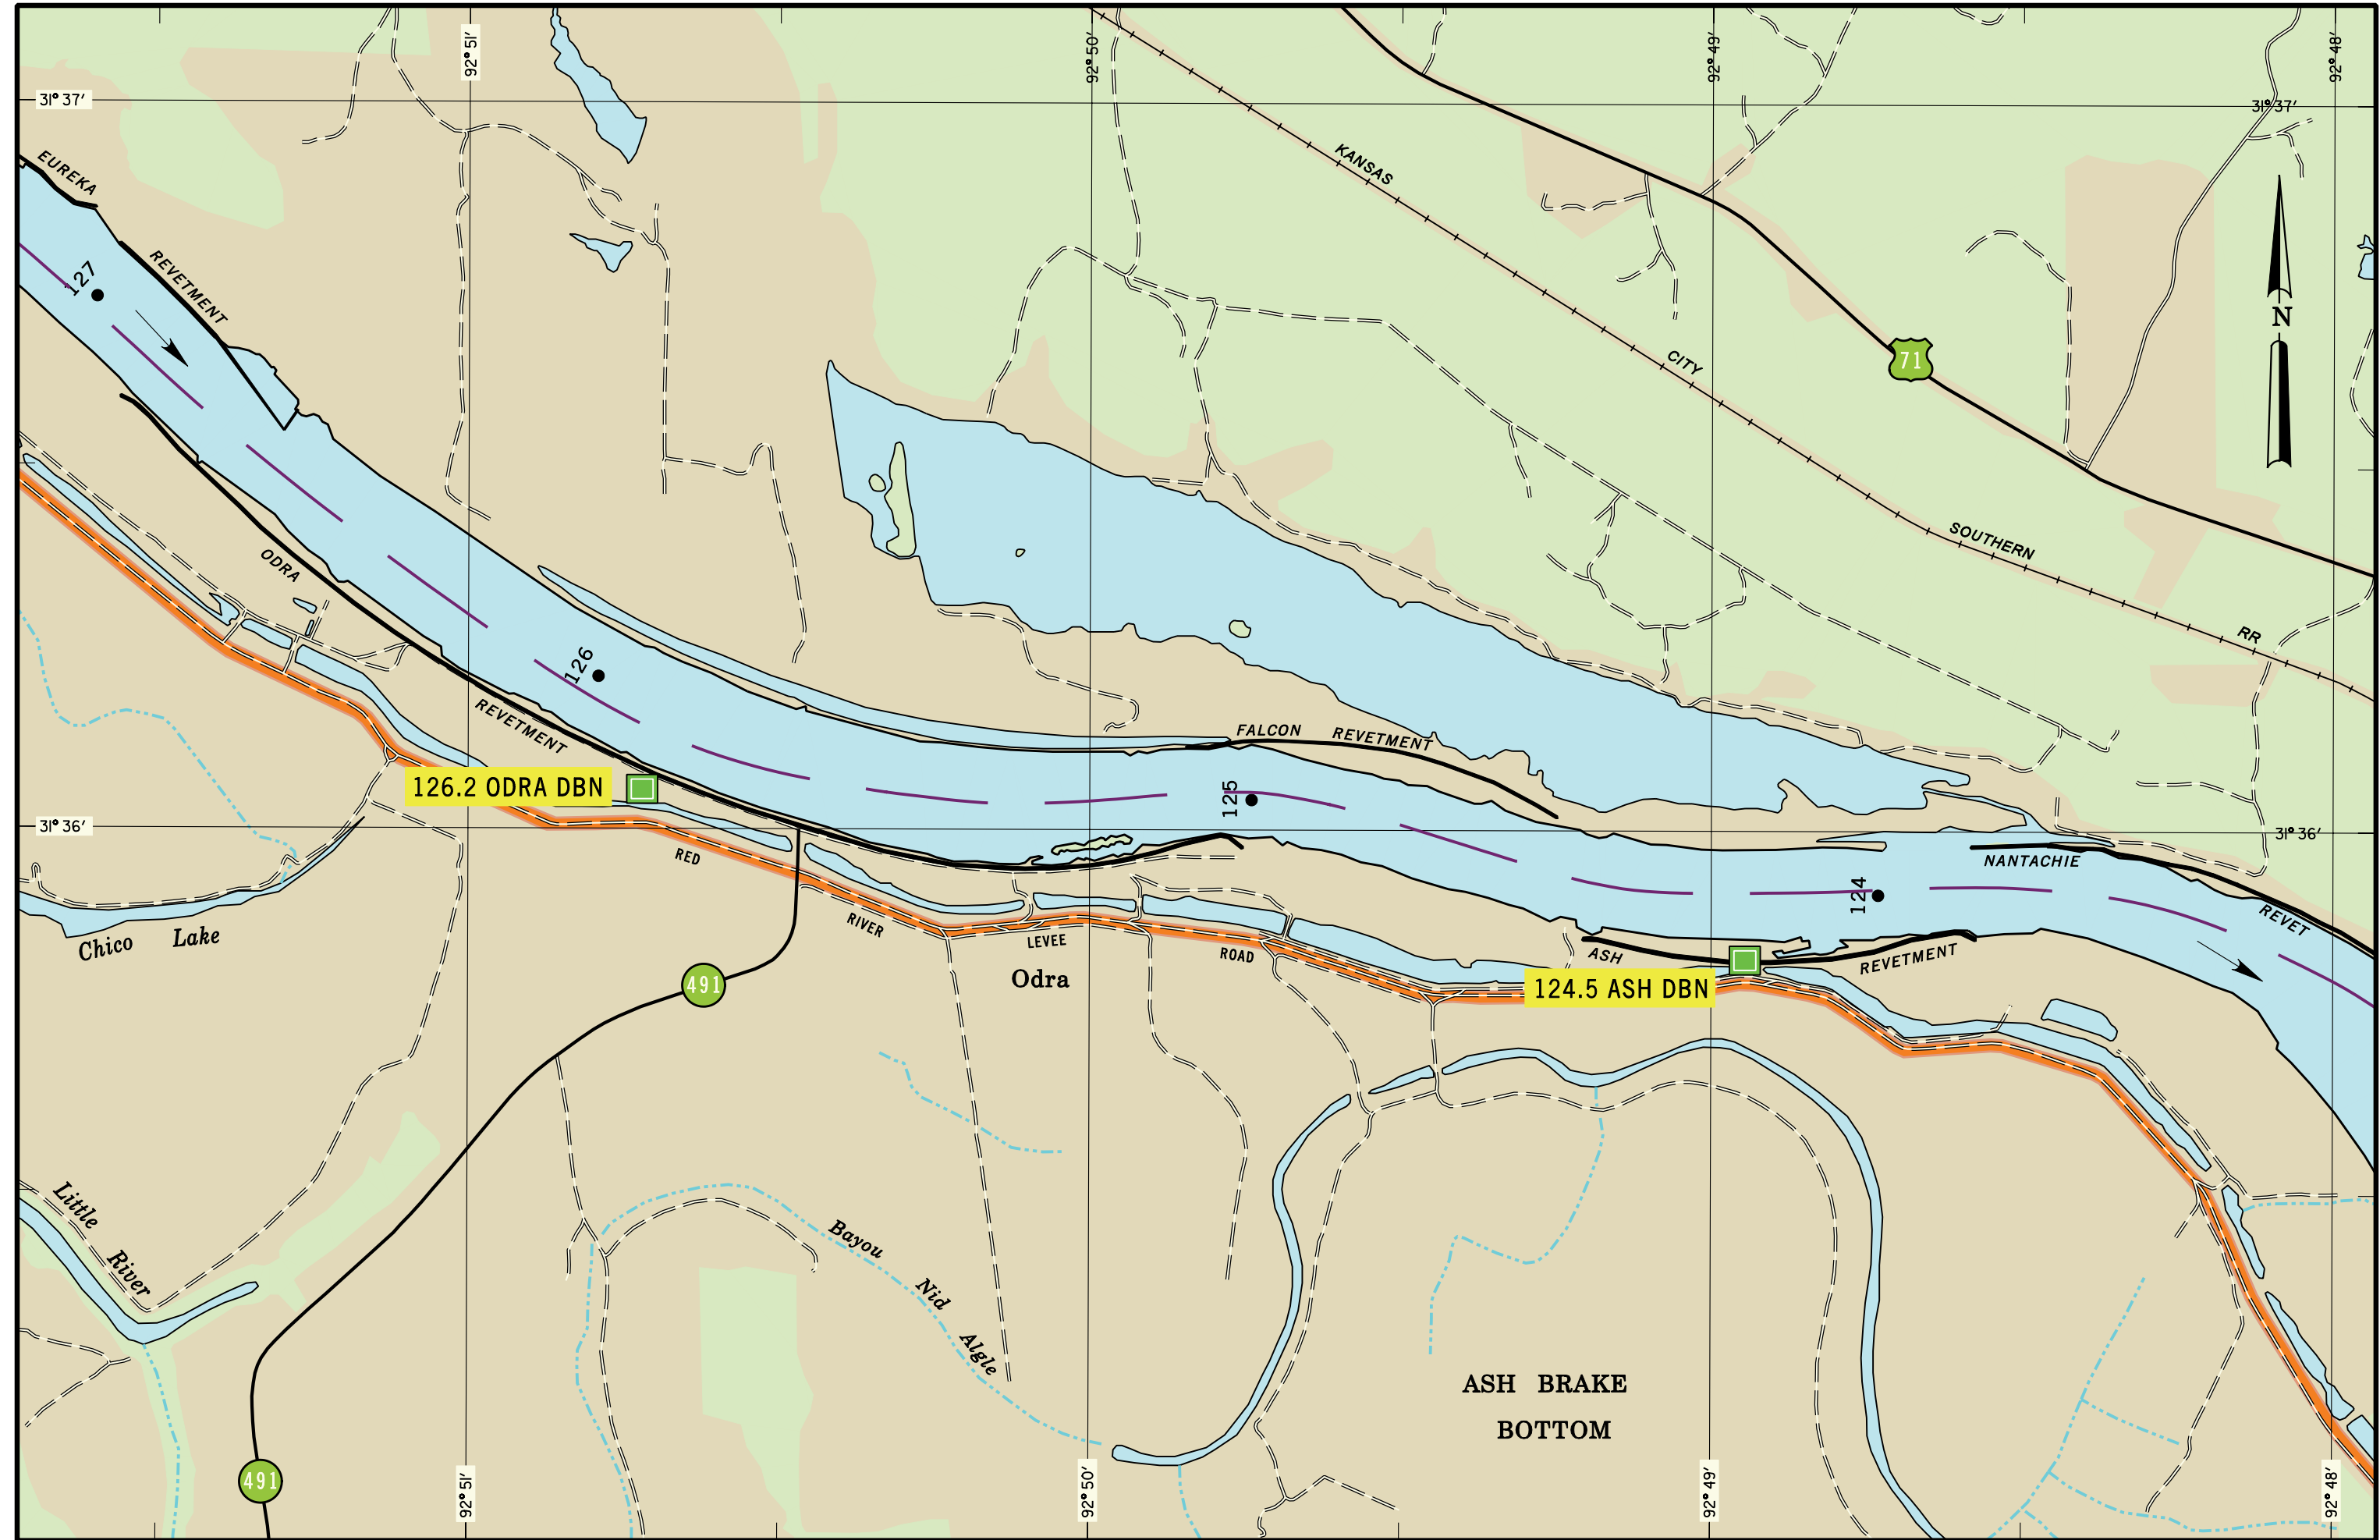 92° 51′
92° 50′
92° 49′
92° 48′
31° 37′
31° 37′
EUREKA
REVETMENT
127
KANSAS
CITY
SOUTHERN
RR
71
N
ODRA
REVETMENT
126
126.2 ODRA DBN
FALCON REVETMENT
125
31° 36′
31° 36′
NANTACHIE
REVET
124
ASH
REVETMENT
124.5 ASH DBN
RED
RIVER
LEVEE
ROAD
Chico Lake
491
Odra
Little
River
Bayou
Nid
Algle
ASH BRAKE
BOTTOM
491
92° 51′
92° 50′
92° 49′
92° 48′